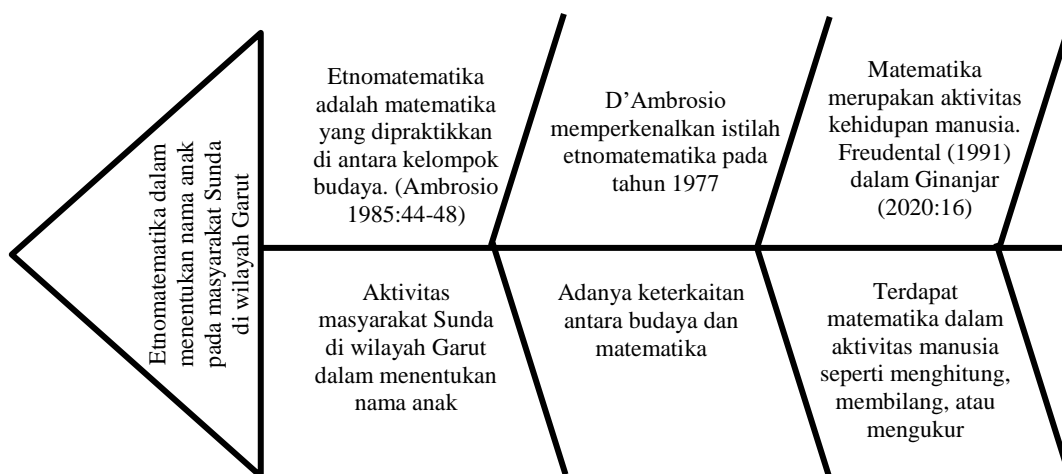 Etnomatematika dalam
menentukan nama anak
pada masyarakat Sunda
di wilayah Garut
Etnomatematika
adalah matematika
yang dipraktikkan
di antara kelompok
budaya. (Ambrosio
1985:44-48)
D’Ambrosio
memperkenalkan istilah
etnomatematika pada
tahun 1977
Matematika
merupakan aktivitas
kehidupan manusia.
Freudental (1991)
dalam Ginanjar
(2020:16)
Aktivitas
masyarakat Sunda
di wilayah Garut
dalam menentukan
nama anak
Adanya keterkaitan
antara budaya dan
matematika
Terdapat
matematika dalam
aktivitas manusia
seperti menghitung,
membilang, atau
mengukur